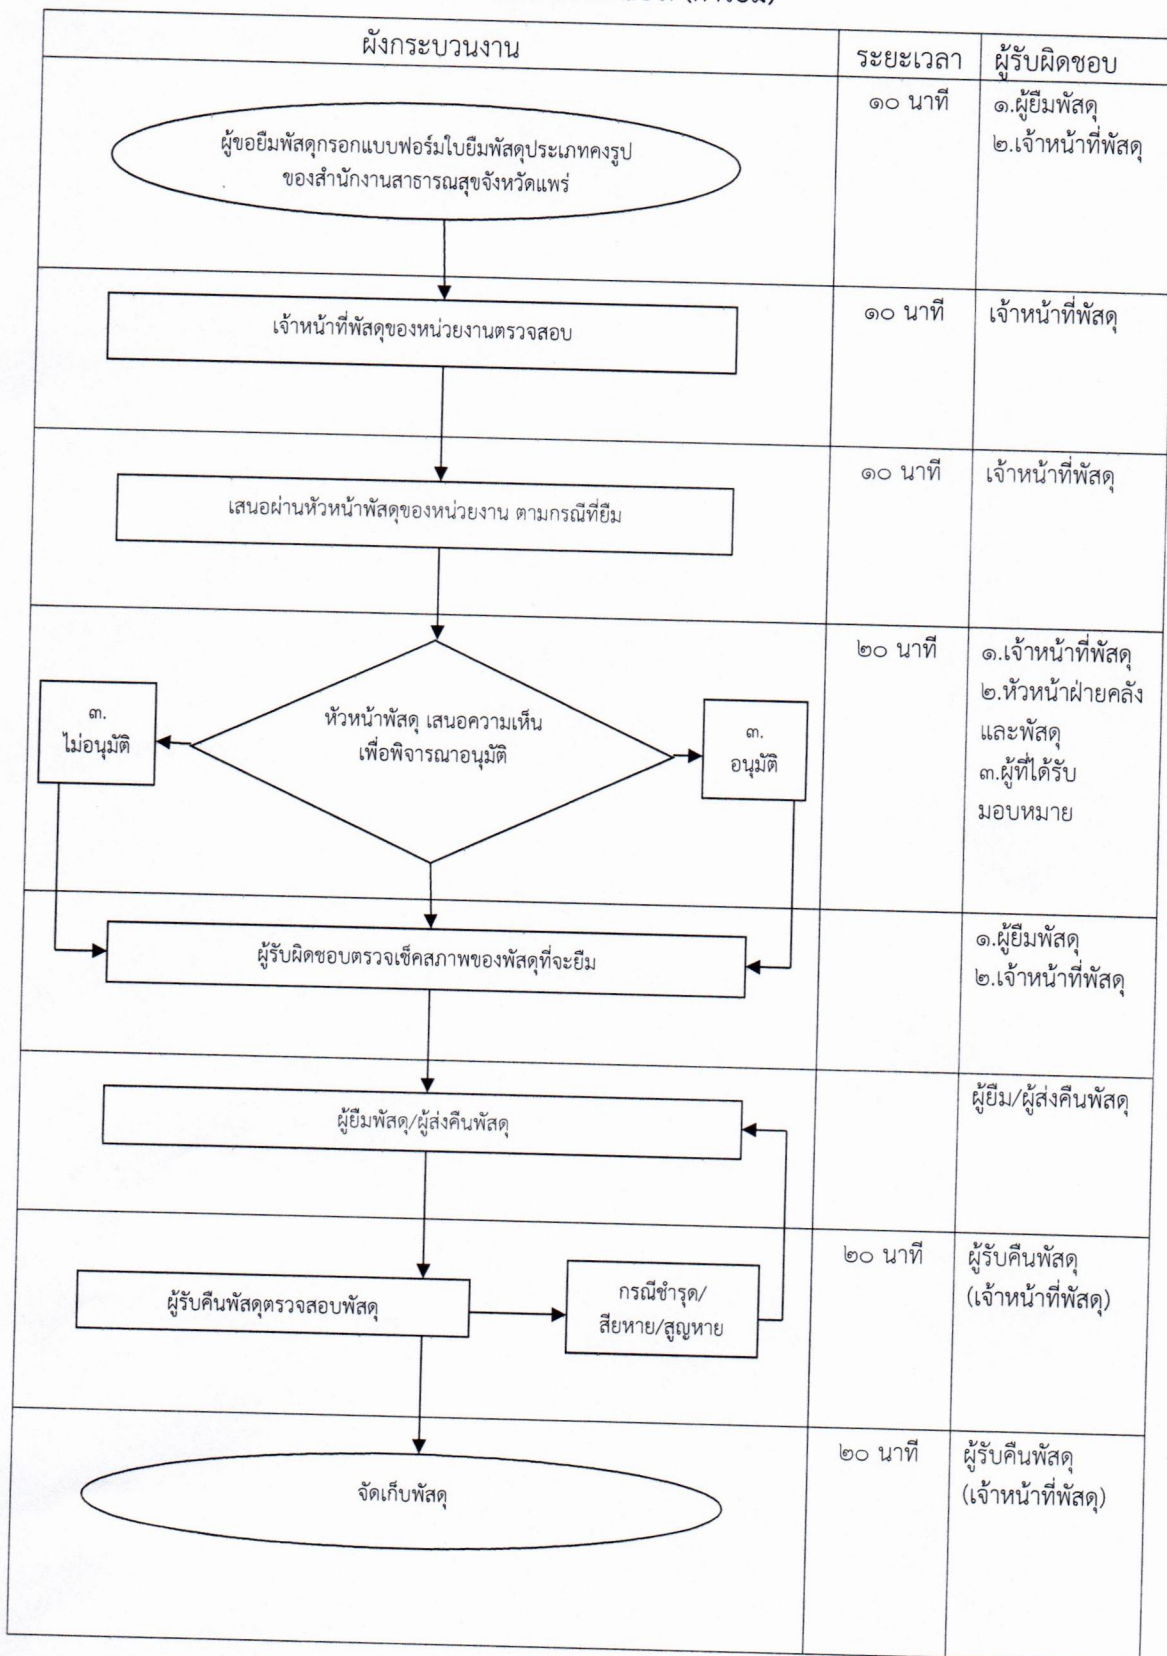 ผังกระบวนงาน
ระยะเวลา
ผู้รับผิดชอบ
ผู้ขอยืมพัสดุกรอกแบบฟอร์มใบยืมพัสดุประเภทคงรูป
ของสำนักงานสาธารณสุขจังหวัดแพร่
๑๐ นาที
๑.ผู้ยืมพัสดุ
๒.เจ้าหน้าที่พัสดุ
เจ้าหน้าที่พัสดุของหน่วยงานตรวจสอบ
๑๐ นาที
เจ้าหน้าที่พัสดุ
เสนอผ่านหัวหน้าพัสดุของหน่วยงาน ตามกรณีที่ยืม
๑๐ นาที
เจ้าหน้าที่พัสดุ
๓.
ไม่อนุมัติ
หัวหน้าพัสดุ เสนอความเห็น
เพื่อพิจารณาอนุมัติ
๓.
อนุมัติ
๒๐ นาที
๑.เจ้าหน้าที่พัสดุ
๒.หัวหน้าฝ่ายคลัง
และพัสดุ
๓.ผู้ที่ได้รับ
มอบหมาย
ผู้รับผิดชอบตรวจเช็คสภาพของพัสดุที่จะยืม
๑.ผู้ยืมพัสดุ
๒.เจ้าหน้าที่พัสดุ
ผู้ยืมพัสดุ/ผู้ส่งคืนพัสดุ
ผู้ยืม/ผู้ส่งคืนพัสดุ
ผู้รับคืนพัสดุตรวจสอบพัสดุ
กรณีชำรุด/
สียหาย/สูญหาย
๒๐ นาที
ผู้รับคืนพัสดุ
(เจ้าหน้าที่พัสดุ)
จัดเก็บพัสดุ
๒๐ นาที
ผู้รับคืนพัสดุ
(เจ้าหน้าที่พัสดุ)